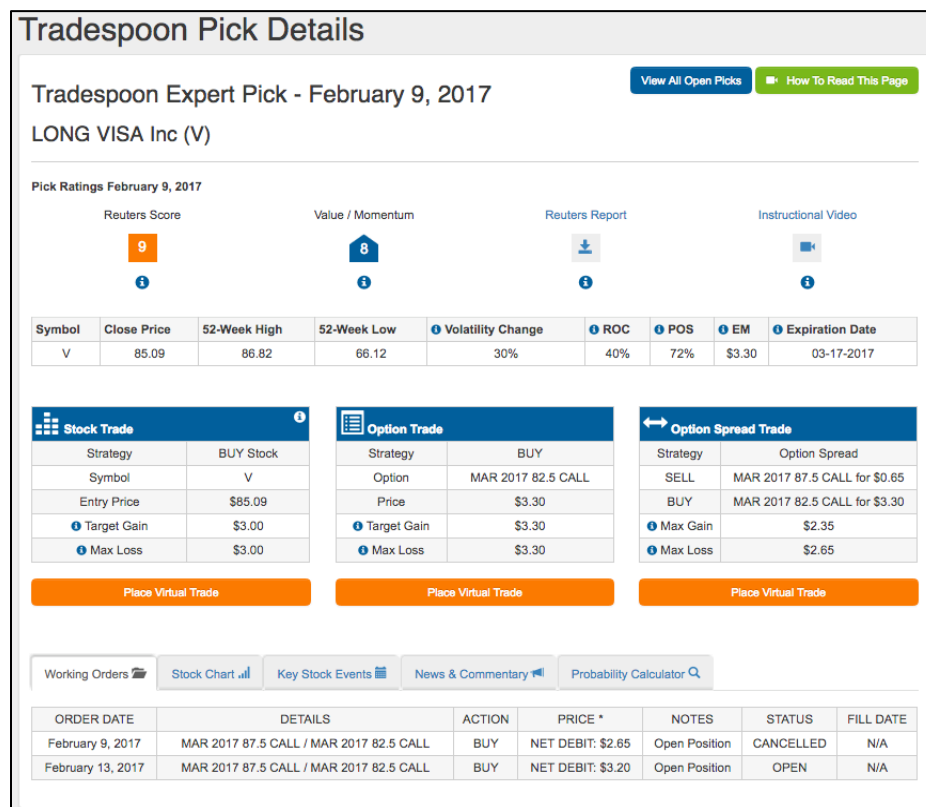 Tradespoon Pick Details
View All Open Picks How To Read This Page
Tradespoon Expert Pick - February 9, 2017
LONG VISA Inc (V)
Pick Ratings February 9, 2017
Reuters Score Value / Momentum Reuters Report Instructional Video
9 8
Symbol Close Price 52-Week High 52-Week Low Volatility Change ROC POS EM Expiration Date
V 85.09 86.82 66.12 30% 40% 72% $3.30 03-17-2017
Stock Trade Option Trade Option Spread Trade
Strategy BUY Stock Strategy BUY Strategy Option Spread
Symbol V Option MAR 2017 82.5 CALL SELL MAR 2017 87.5 CALL for $0.65
Entry Price $85.09 Price $3.30 BUY MAR 2017 82.5 CALL for $3.30
Target Gain $3.00 Target Gain $3.30 Max Gain $2.35
Max Loss $3.00 Max Loss $3.30 Max Loss $2.65
Place Virtual Trade Place Virtual Trade Place Virtual Trade
Working Orders Stock Chart Key Stock Events News & Commentary Probability Calculator
ORDER DATE DETAILS ACTION PRICE * NOTES STATUS FILL DATE
February 9, 2017 MAR 2017 87.5 CALL / MAR 2017 82.5 CALL BUY NET DEBIT: $2.65 Open Position CANCELLED N/A
February 13, 2017 MAR 2017 87.5 CALL / MAR 2017 82.5 CALL BUY NET DEBIT: $3.20 Open Position OPEN N/A